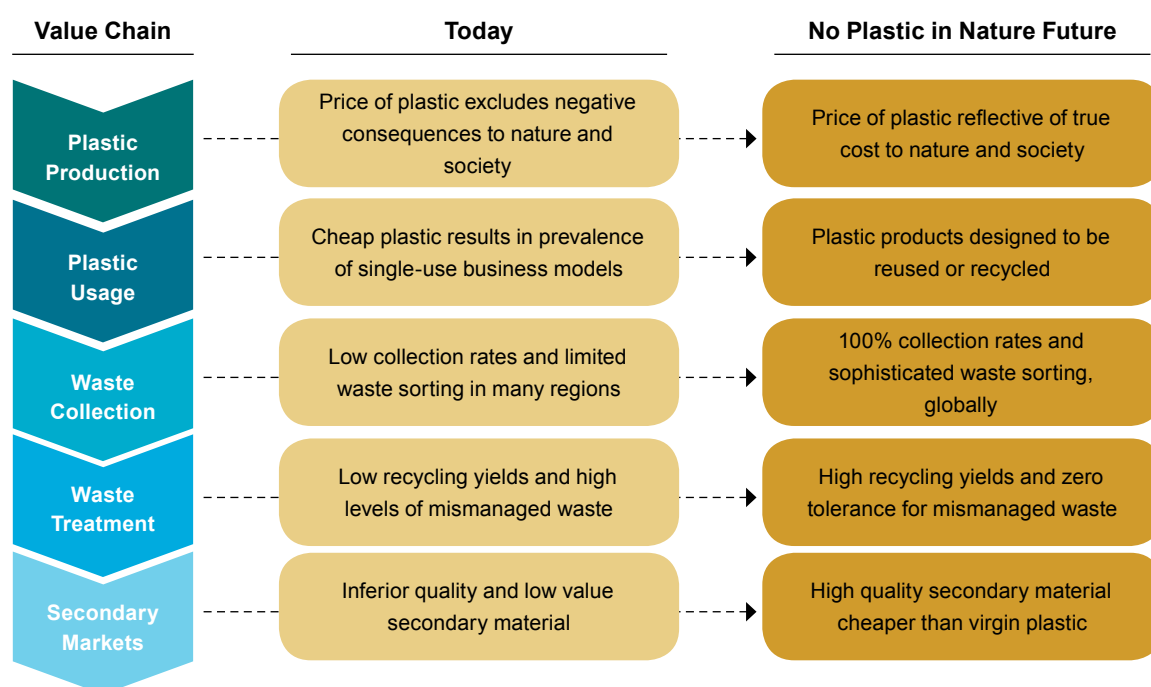 Value Chain
Today
No Plastic in Nature Future
Plastic
Production
Price of plastic excludes negative
consequences to nature and
society
Price of plastic reflective of true
cost to nature and society
Plastic
Usage
Cheap plastic results in prevalence
of single-use business models
Plastic products designed to be
reused or recycled
Waste
Collection
Low collection rates and limited
waste sorting in many regions
100% collection rates and
sophisticated waste sorting,
globally
Waste
Treatment
Low recycling yields and high
levels of mismanaged waste
High recycling yields and zero
tolerance for mismanaged waste
Secondary
Markets
Inferior quality and low value
secondary material
High quality secondary material
cheaper than virgin plastic